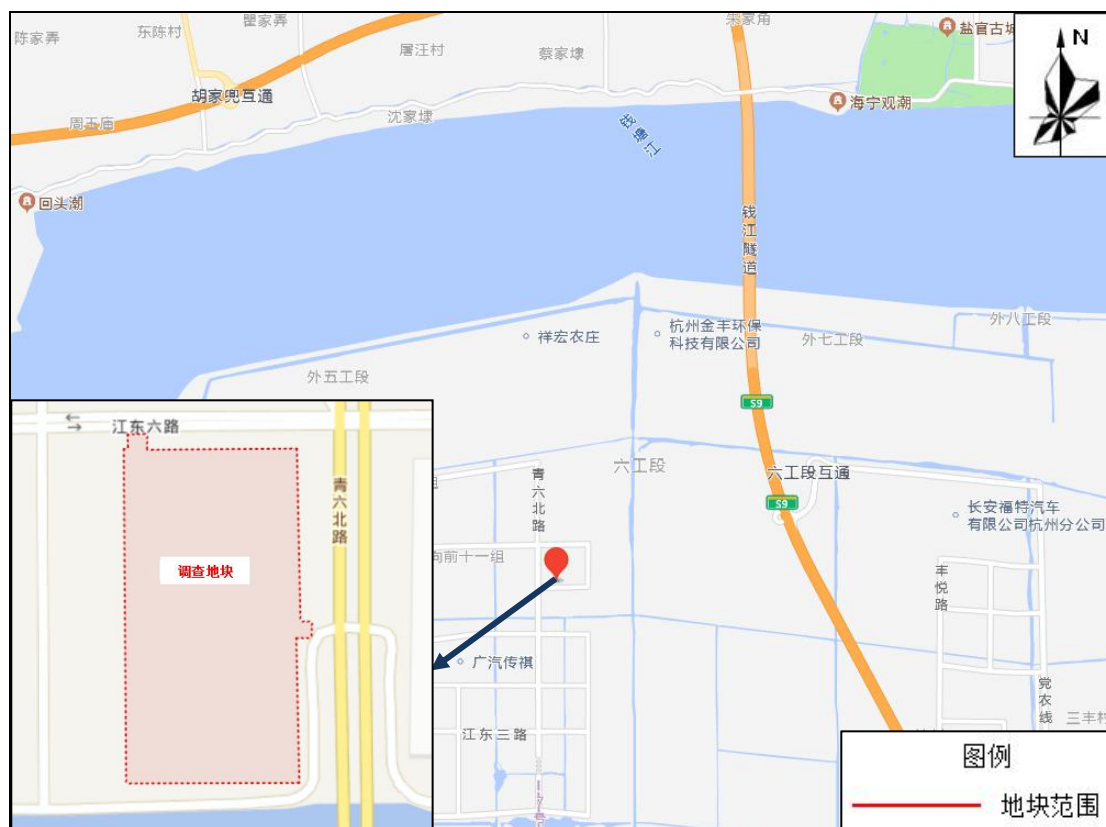 瞿家弄
朱家角
陈家弄
东陈村
屠汪村
蔡家埭
盐官古城
N
胡家兜互通
海宁观潮
周五庙
沈家埭
钱塘江
回头潮
钱江隧道
外八工段
祥宏农庄
杭州金丰环保
科技有限公司
外七工段
外五工段
S9
江东六路
六工段
六工段互通
青六北路
青六北路
S9
长安福特汽车
有限公司杭州分公司
向前十一组
调查地块
丰悦路
广汽传祺
党农线
三丰村
江东三路
图例
地块范围